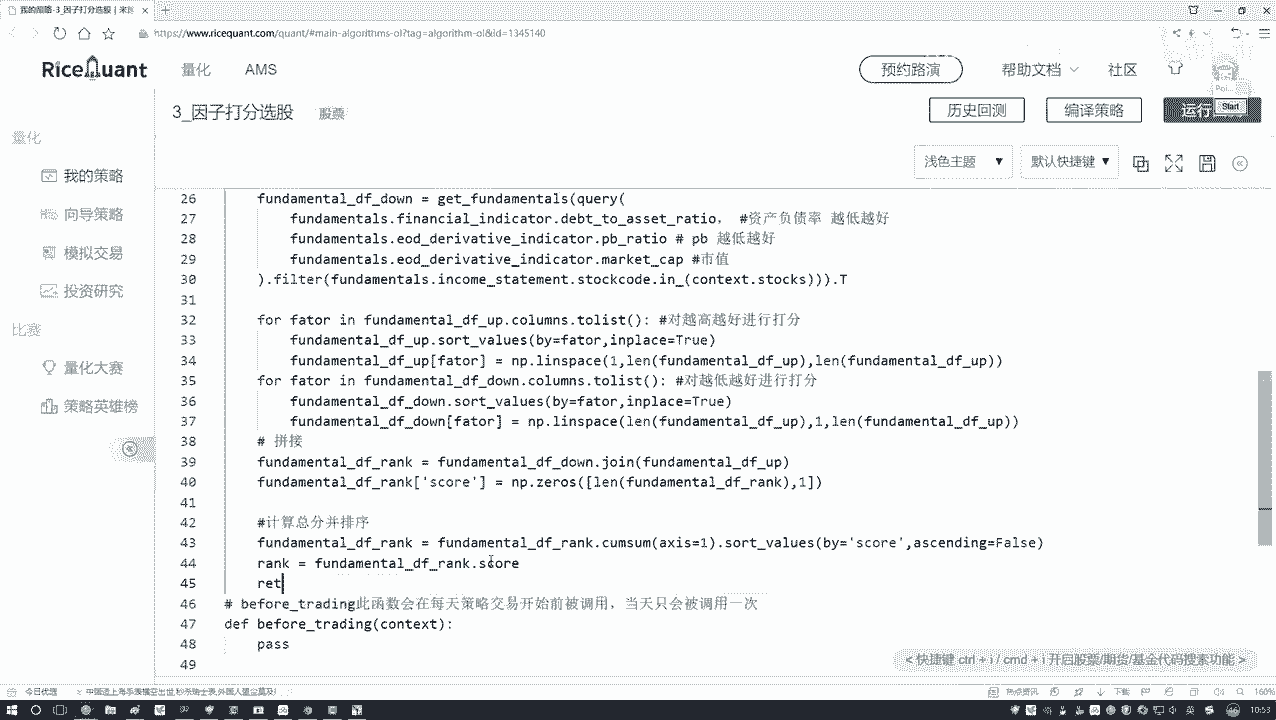 我的策略-3_因子打分选股 | 米
https://www.ricequant.com/quant/#main-algorithms-ol?tag=algorithm-ol&id=1345140
RiceQuant
量化
AMS
预约路演
帮助文档
社区
3_因子打分选股
股票
历史回测
编译策略
运行
Start
浅色主题 ▼
默认快捷键 ▼
量化
我的策略
向导策略
模拟交易
投资研究
比赛
量化大赛
策略英雄榜
26 fundamental_df_down = get_fundamentals(query(
27 fundamentals.financial_indicator.debt_to_asset_ratio, #资产负债率 越低越好
28 fundamentals.eod_derivative_indicator.pb_ratio # pb 越低越好
29 fundamentals.eod_derivative_indicator.market_cap #市值
30 ).filter(fundamentals.income_statement.stockcode.in_(context.stocks))).T
31
32 for fator in fundamental_df_up.columns.tolist(): #对越高越好进行打分
33 fundamental_df_up.sort_values(by=fator,inplace=True)
34 fundamental_df_up[fator] = np.linspace(1,len(fundamental_df_up),len(fundamental_df_up))
35 for fator in fundamental_df_down.columns.tolist(): #对越低越好进行打分
36 fundamental_df_down.sort_values(by=fator,inplace=True)
37 fundamental_df_down[fator] = np.linspace(len(fundamental_df_up),1,len(fundamental_df_up))
38 # 拼接
39 fundamental_df_rank = fundamental_df_down.join(fundamental_df_up)
40 fundamental_df_rank['score'] = np.zeros([len(fundamental_df_rank),1])
41
42 #计算总分并排序
43 fundamental_df_rank = fundamental_df_rank.cumsum(axis=1).sort_values(by='score',ascending=False)
44 rank = fundamental_df_rank.score
45 ret
46 # before_trading此函数会在每天策略交易开始前被调用，当天只会被调用一次
47 def before_trading(context):
48 pass
49
< 快捷键 ctrl + i / cmd + i 开启股票/期货/基金代码搜索功能 >
今日优选
热点资讯
下载
160%
英
10:53